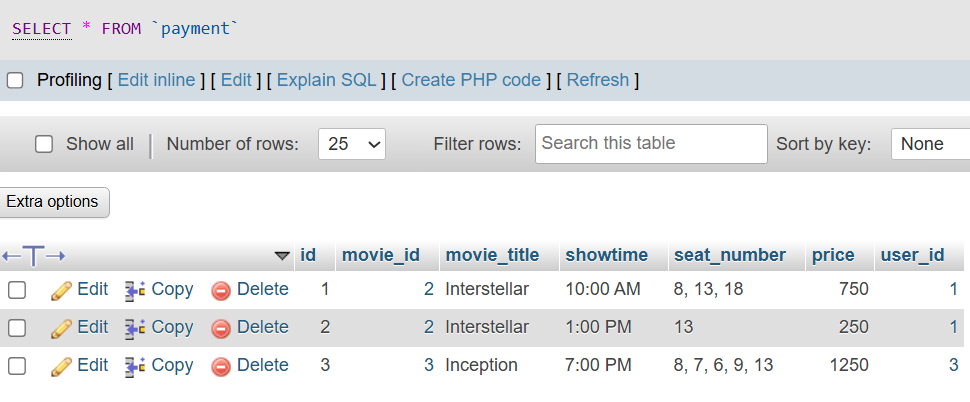 SELECT * FROM `payment`
Profiling [ Edit inline ] [ Edit ] [ Explain SQL ] [ Create PHP code ] [ Refresh ]
Show all Number of rows: 25 Filter rows: Search this table Sort by key: None
Extra options
id movie_id movie_title showtime seat_number price user_id
Edit Copy Delete 1 2 Interstellar 10:00 AM 8, 13, 18 750 1
Edit Copy Delete 2 2 Interstellar 1:00 PM 13 250 1
Edit Copy Delete 3 3 Inception 7:00 PM 8, 7, 6, 9, 13 1250 3